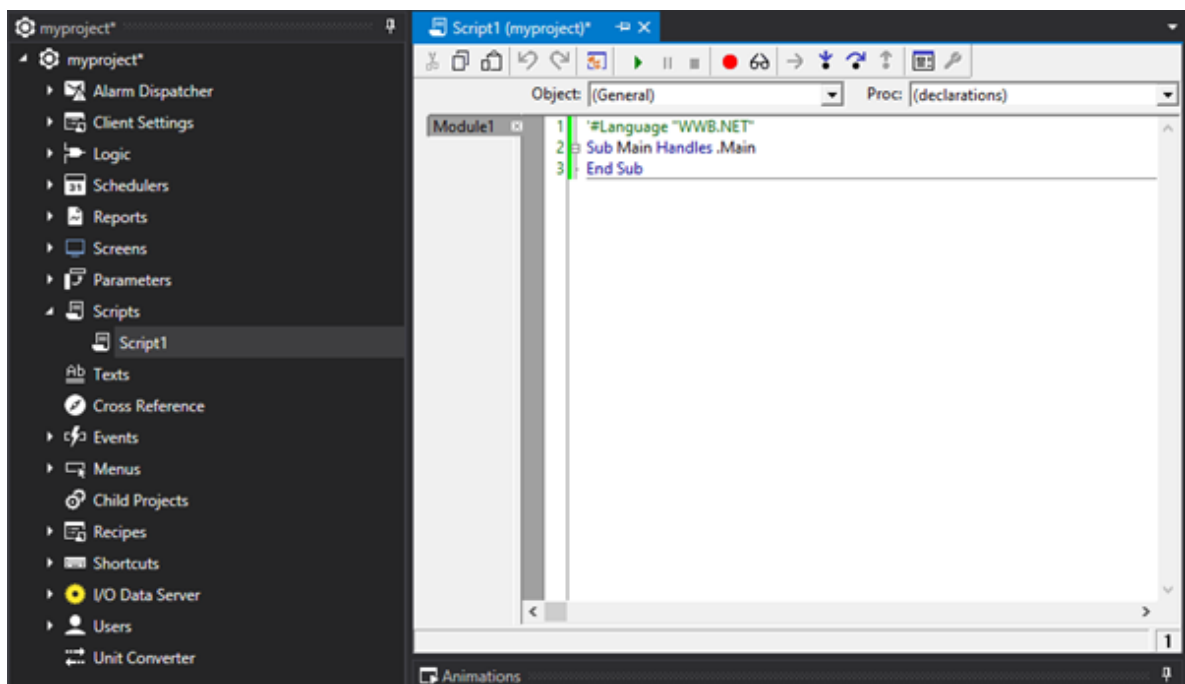 myproject*
myproject*
Alarm Dispatcher
Client Settings
Logic
31 Schedulers
Reports
Screens
Parameters
Scripts
Script1
Ab Texts
Cross Reference
Events
Menus
Child Projects
Recipes
Shortcuts
I/O Data Server
Users
Unit Converter
Script1 (myproject)*
Object: (General) Proc: (declarations)
Module1
1 '#Language "WWB.NET"
2 Sub Main Handles .Main
3 End Sub
1
Animations